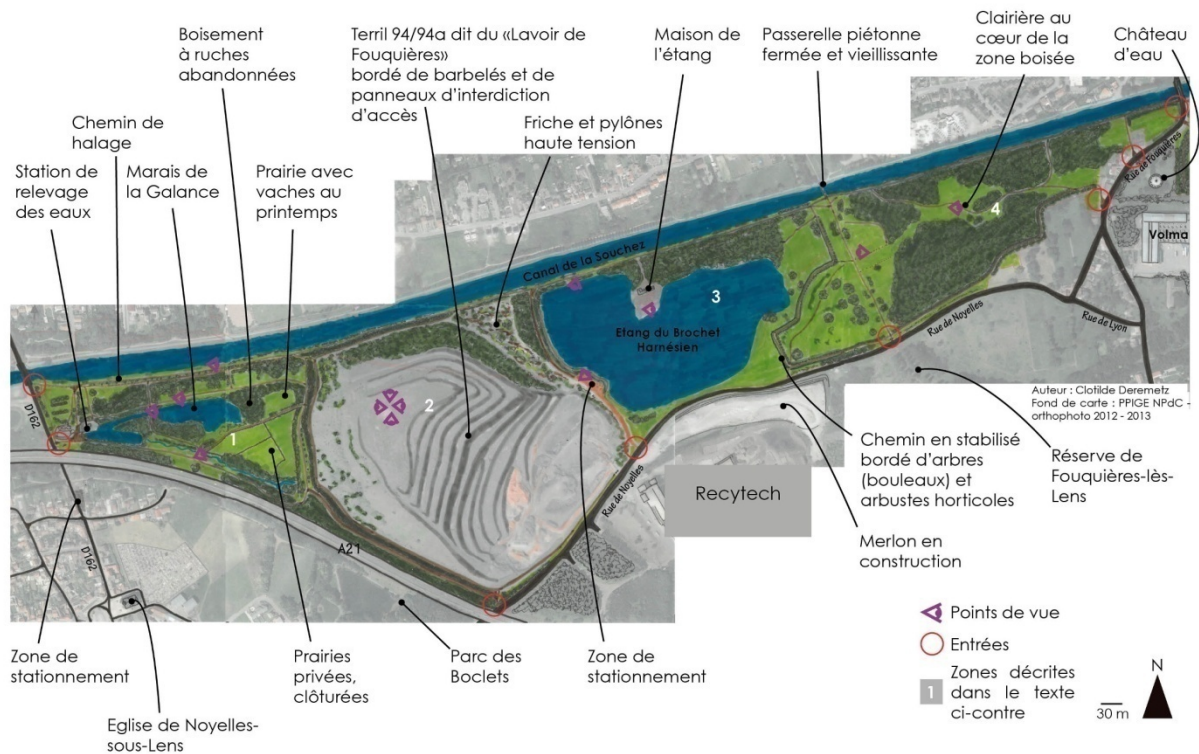 Boisement
à ruches
abandonnées
Terril 94/94a dit du «Lavoir de
Fouquières»
bordé de barbelés et de
panneaux d'interdiction
d'accès
Maison de
l'étang
Passerelle piétonne
fermée et vieillissante
Clairière au
cœur de la
zone boisée
Château
d'eau
Chemin de
halage
Friche et pylônes
haute tension
Station de
relevage
des eaux
Marais de
la Galance
Prairie avec
vaches au
printemps
Rue de Fouquières
4
Volma
Canal de la Souchez
3
Etang du Brochet
Harnésien
Rue de Noyelles
Rue de Lyon
D162
1
2
Auteur : Clotilde Deremetz
Fond de carte : PPIGE NPdC -
orthophoto 2012 - 2013
Chemin en stabilisé
bordé d'arbres
(bouleaux) et
arbustes horticoles
Réserve de
Fouquières-lès-
Lens
Rue de Noyelles
Recytech
Merlon en
construction
A21
D162
Zone de
stationnement
Eglise de Noyelles-
sous-Lens
Prairies
privées,
clôturées
Parc des
Boclets
Zone de
stationnement
Points de vue
Entrées
1
Zones décrites
dans le texte
ci-contre
30 m
N